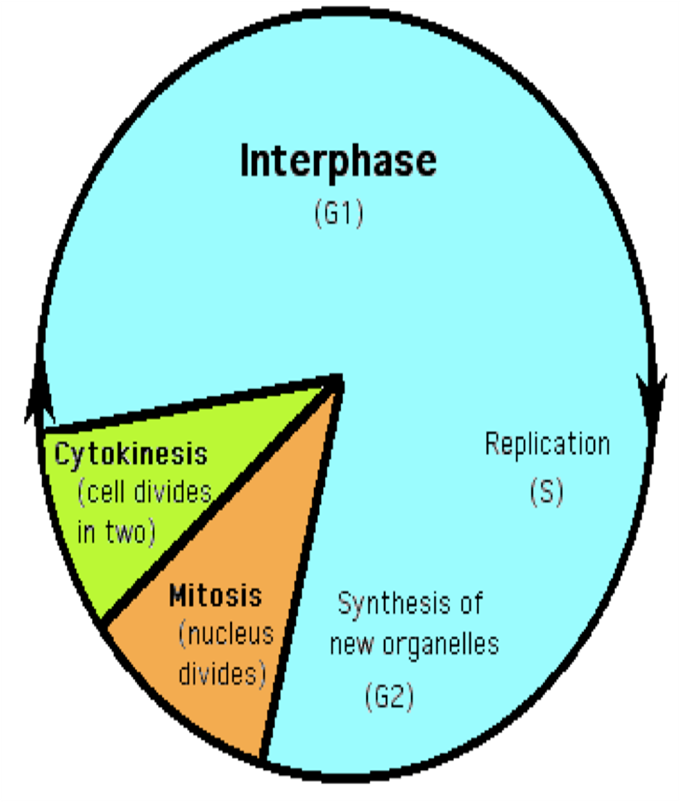 Interphase
(G1)
Replication
(S)
Cytokinesis
(cell divides
in two)
Mitosis
(nucleus
divides)
Synthesis of
new organelles
(G2)